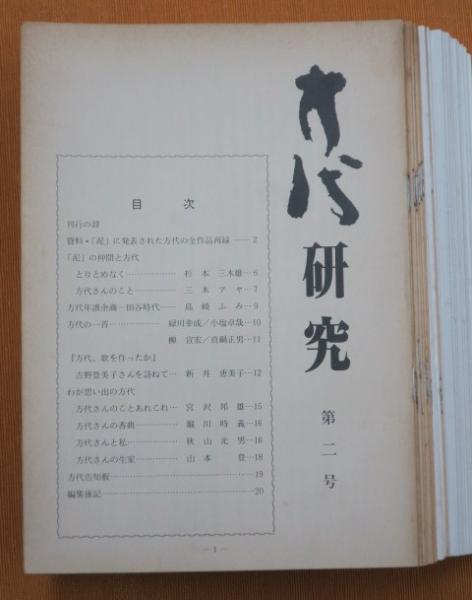 方代
研究
第二号
目次
刊行の辞
資料・「泥」に発表された方代の全作品再録……2
「泥」の仲間と方代
とりとめなく……………杉本三木雄…6
方代さんのこと…………三木アヤ…7
方代年譜余滴―田谷時代……鳥崎ふみ…9
方代の一首……………緑川幸成/小塩卓哉…10
柳宣宏/真鍋正男…11
『方代、歌を作ったか』
吉野登美子さんを訪ねて…新井恵美子…12
わが思い出の方代
方代さんのことあれこれ…宮沢邦雄…15
方代さんの香典…堀川時義…16
方代さんと私…秋山光男…16
方代さんの生家…山本登…18
方代告知板……………19
編集後記……………20
―1―